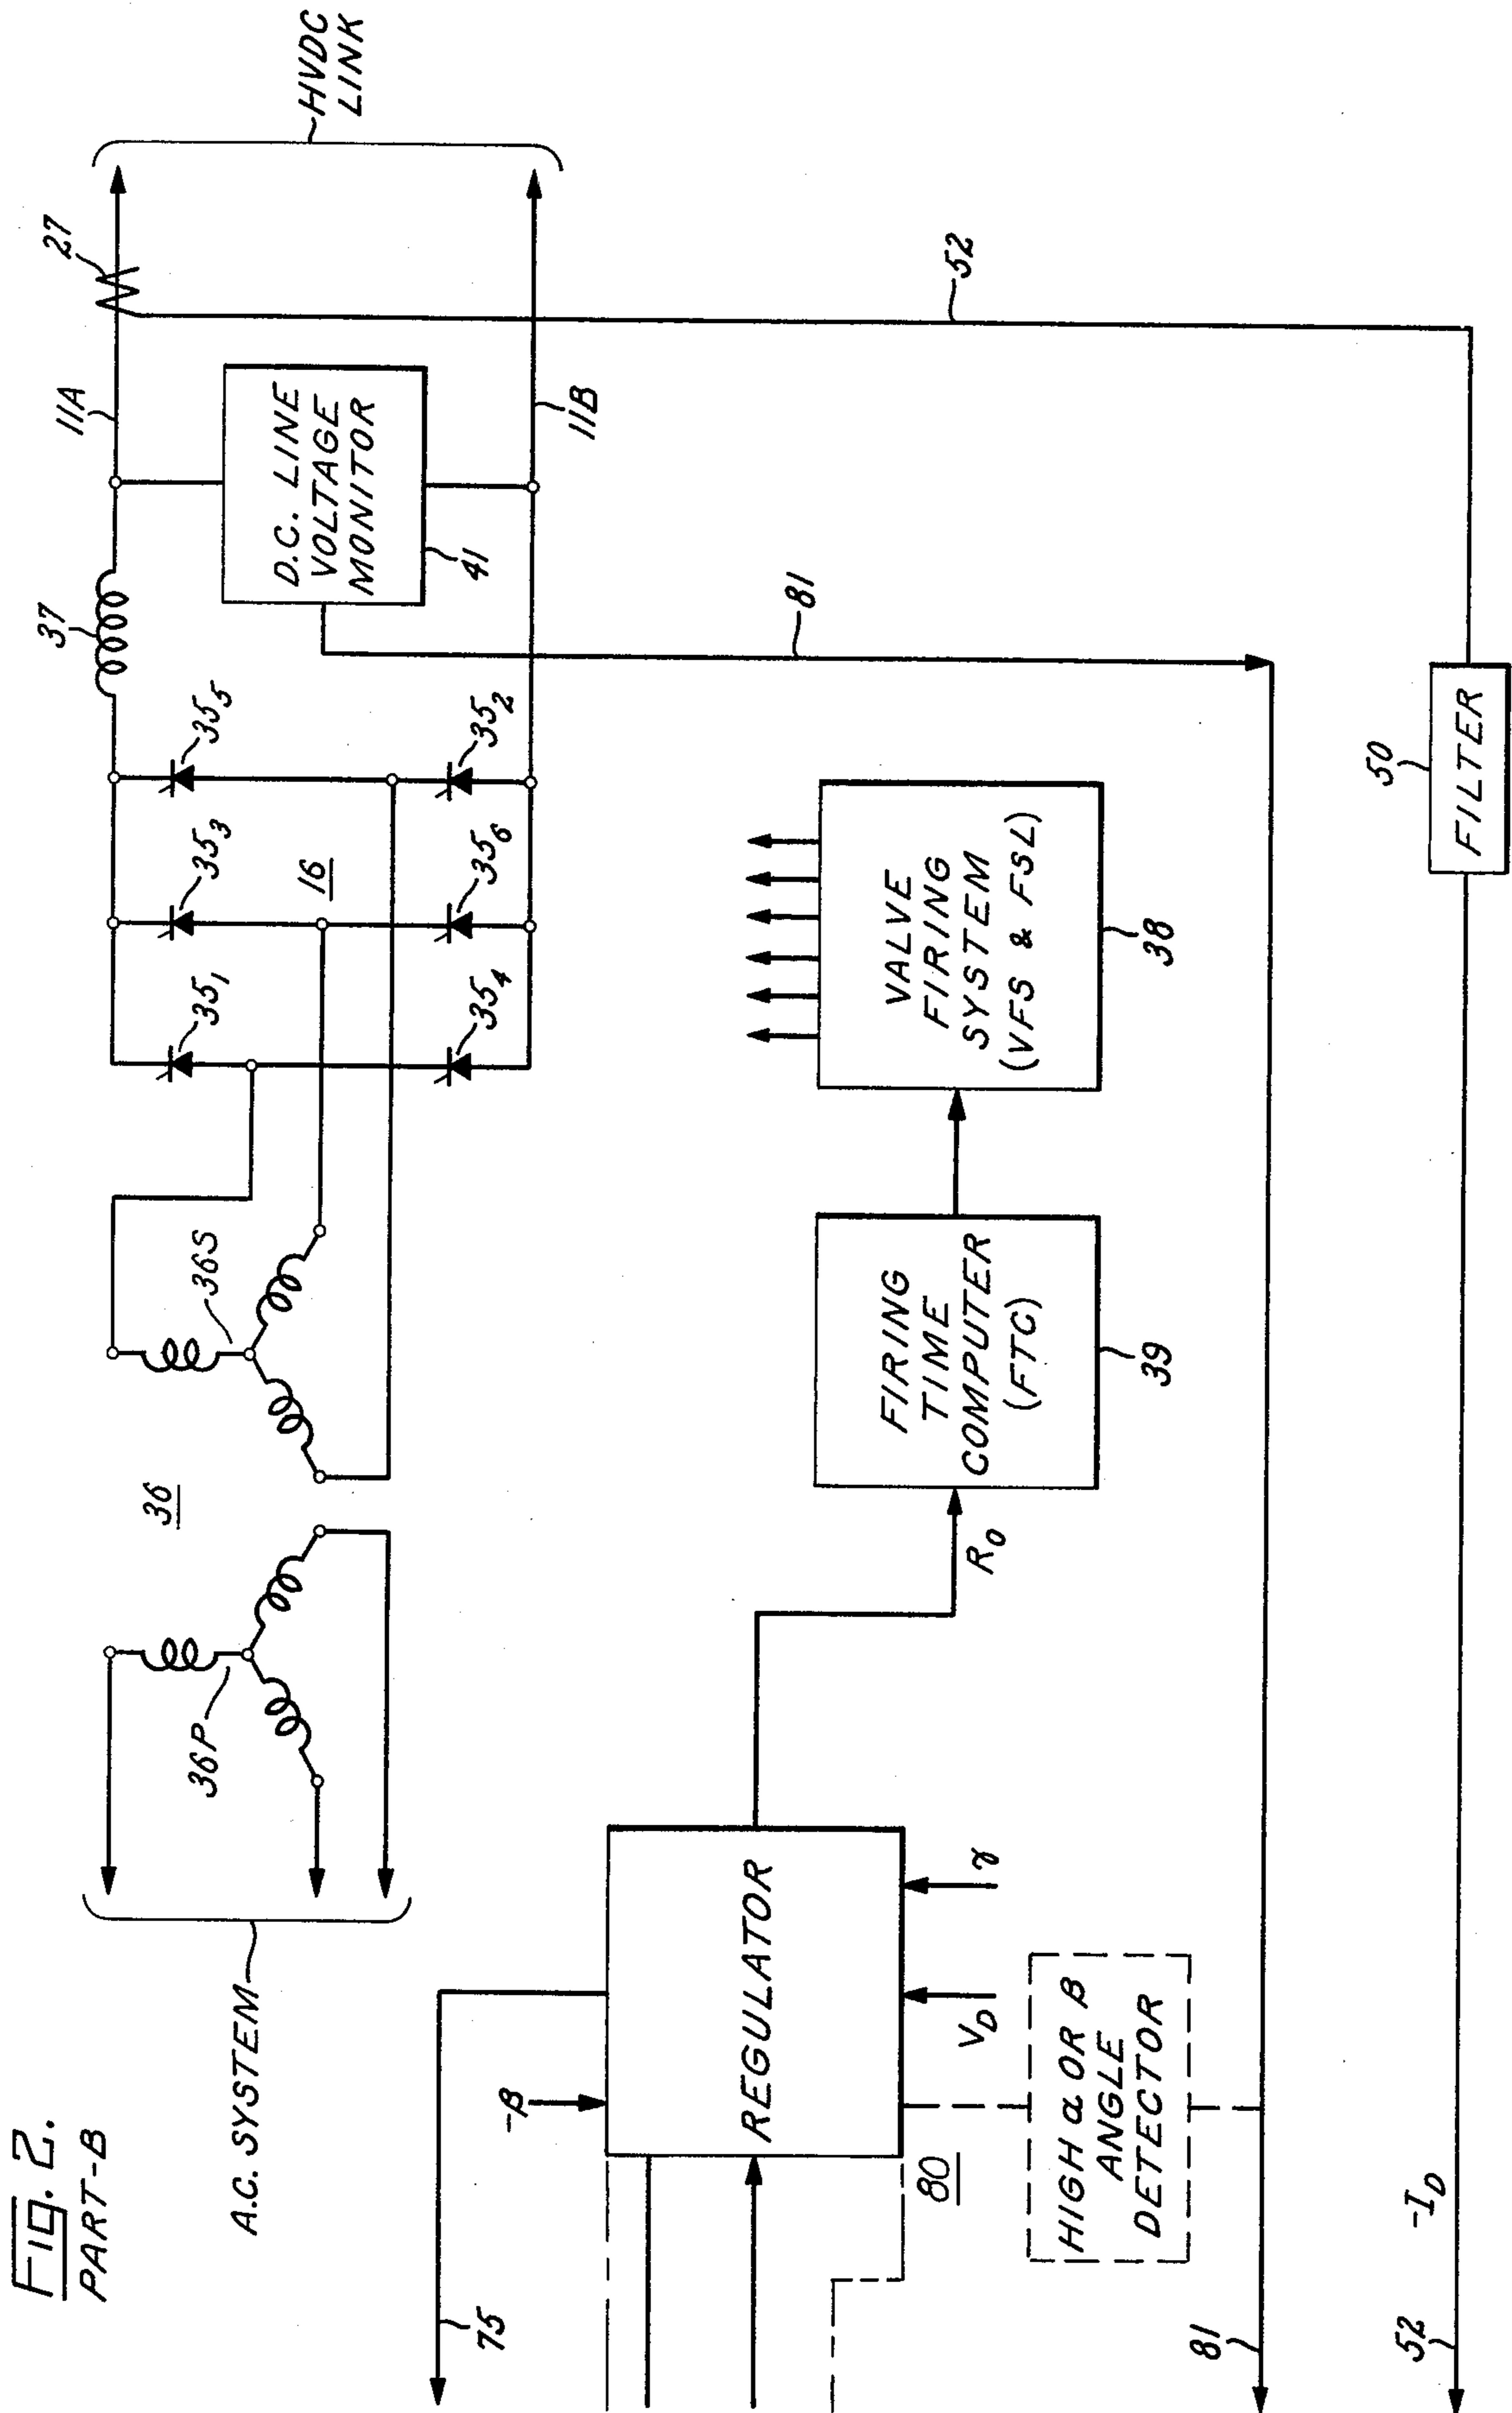 Fig. 2.
PART-B
A.C. SYSTEM
36P
36
36S
35₁
35₃
35₅
16
35₄
35₆
35₂
37
11A
27
HVDC
LINK
D.C. LINE
VOLTAGE
MONITOR
41
11B
81
52
75
-β
REGULATOR
V_D
γ
80
R_O
FIRING
TIME
COMPUTER
(FTC)
39
VALVE
FIRING
SYSTEM
(VFS & FSL)
38
HIGH α OR β
ANGLE
DETECTOR
81
52
-I_D
50
FILTER